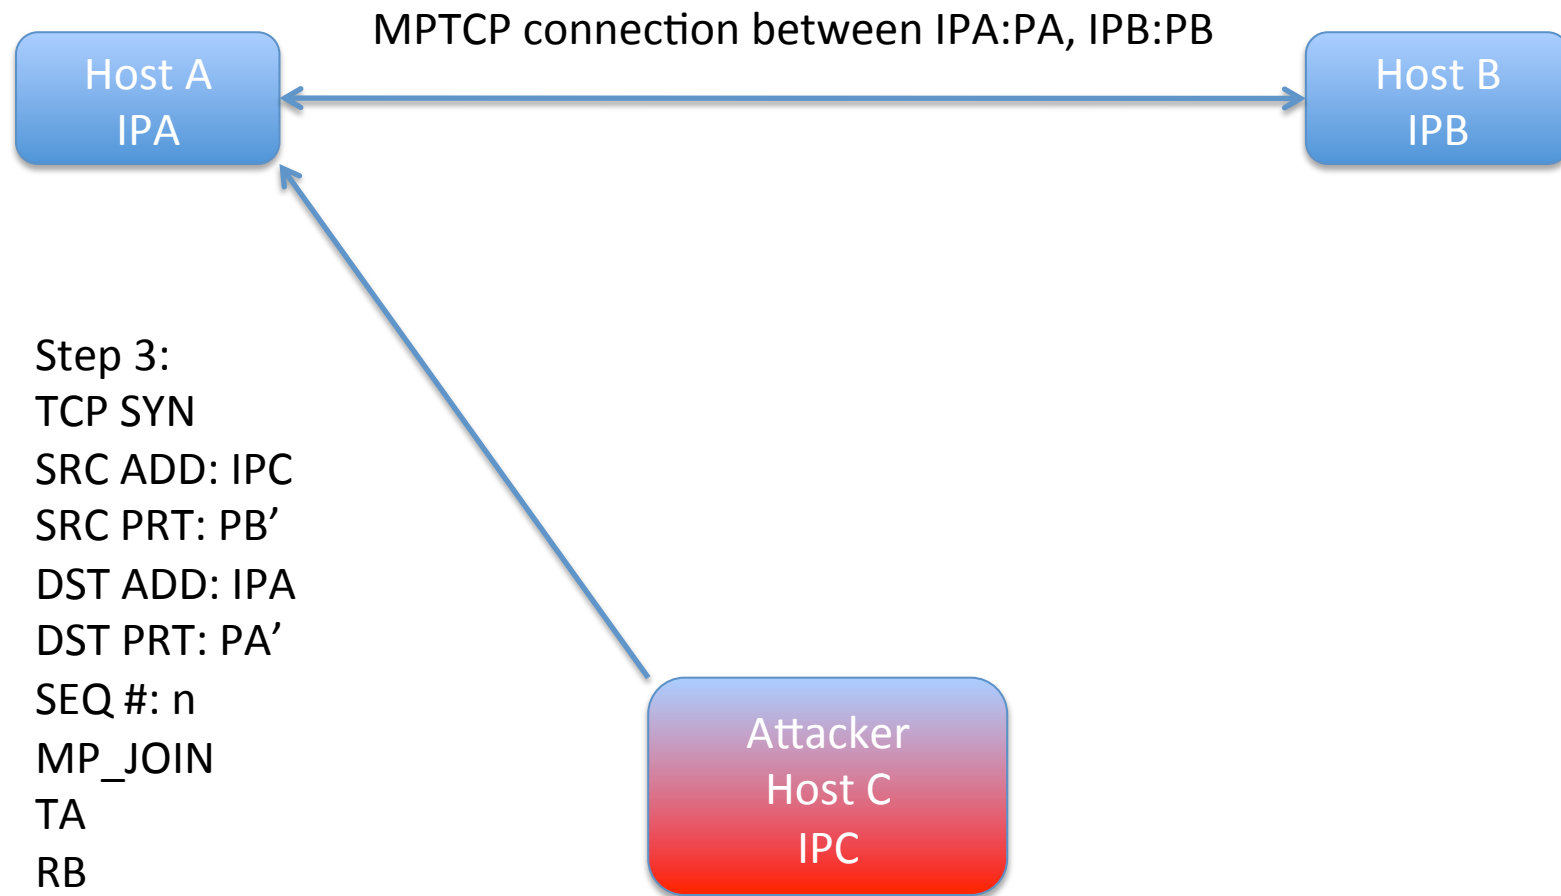 MPTCP connection between IPA:PA, IPB:PB
Host A
IPA
Host B
IPB
Step 3:
TCP SYN
SRC ADD: IPC
SRC PRT: PB’
DST ADD: IPA
DST PRT: PA’
SEQ #: n
MP_JOIN
TA
RB
Attacker
Host C
IPC